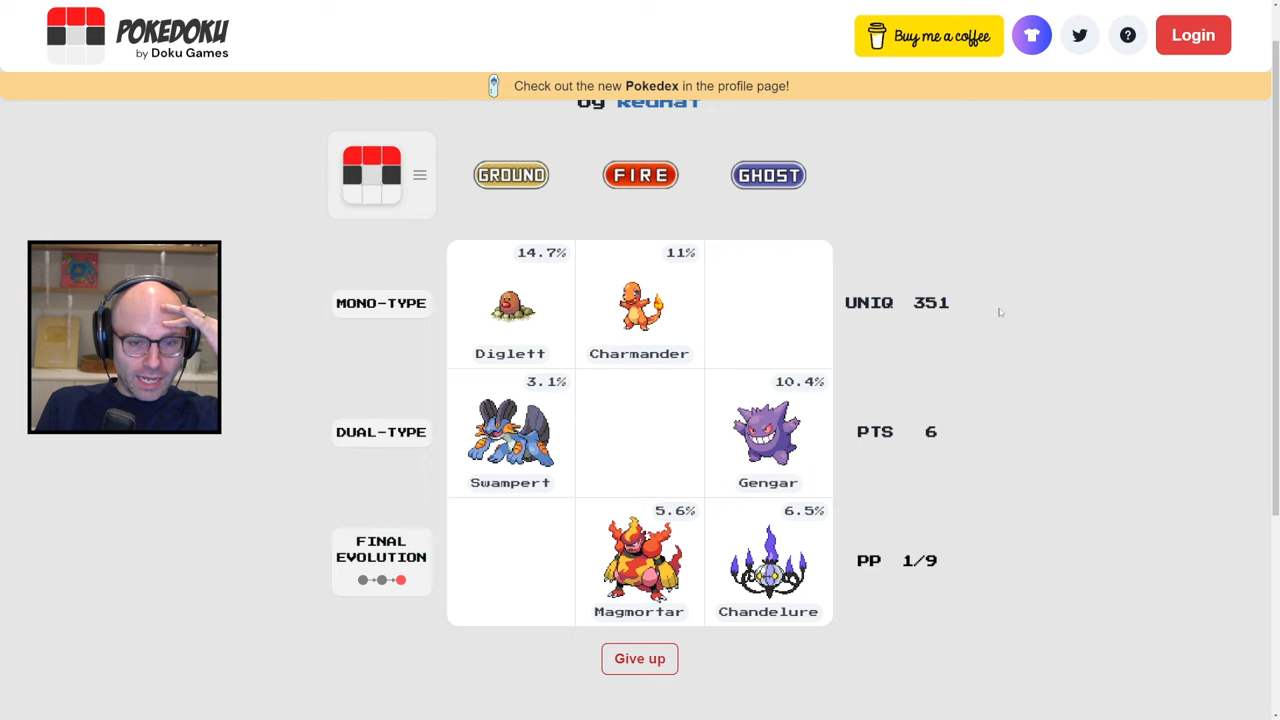 POKEDOKU
by Doku Games
Buy me a coffee
Login
Check out the new Pokedex in the profile page!
by RedHat
GROUND
FIRE
GHOST
14.7%
11%
MONO-TYPE
UNIQ 351
Diglett
Charmander
3.1%
10.4%
DUAL-TYPE
PTS 6
Swampert
Gengar
5.6%
6.5%
FINAL
EVOLUTION
PP 1/9
Magmortar
Chandelure
Give up